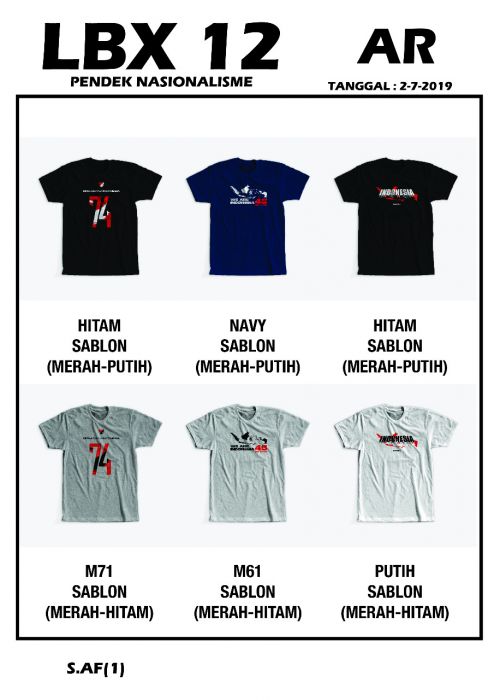 LBX 12
AR
PENDEK NASIONALISME
TANGGAL : 2-7-2019
74
45
INDONESIA
HITAM
SABLON
(MERAH-PUTIH)
NAVY
SABLON
(MERAH-PUTIH)
HITAM
SABLON
(MERAH-PUTIH)
74
INDONESIA 45
INDONESIA
M71
SABLON
(MERAH-HITAM)
M61
SABLON
(MERAH-HITAM)
PUTIH
SABLON
(MERAH-HITAM)
S.AF(1)